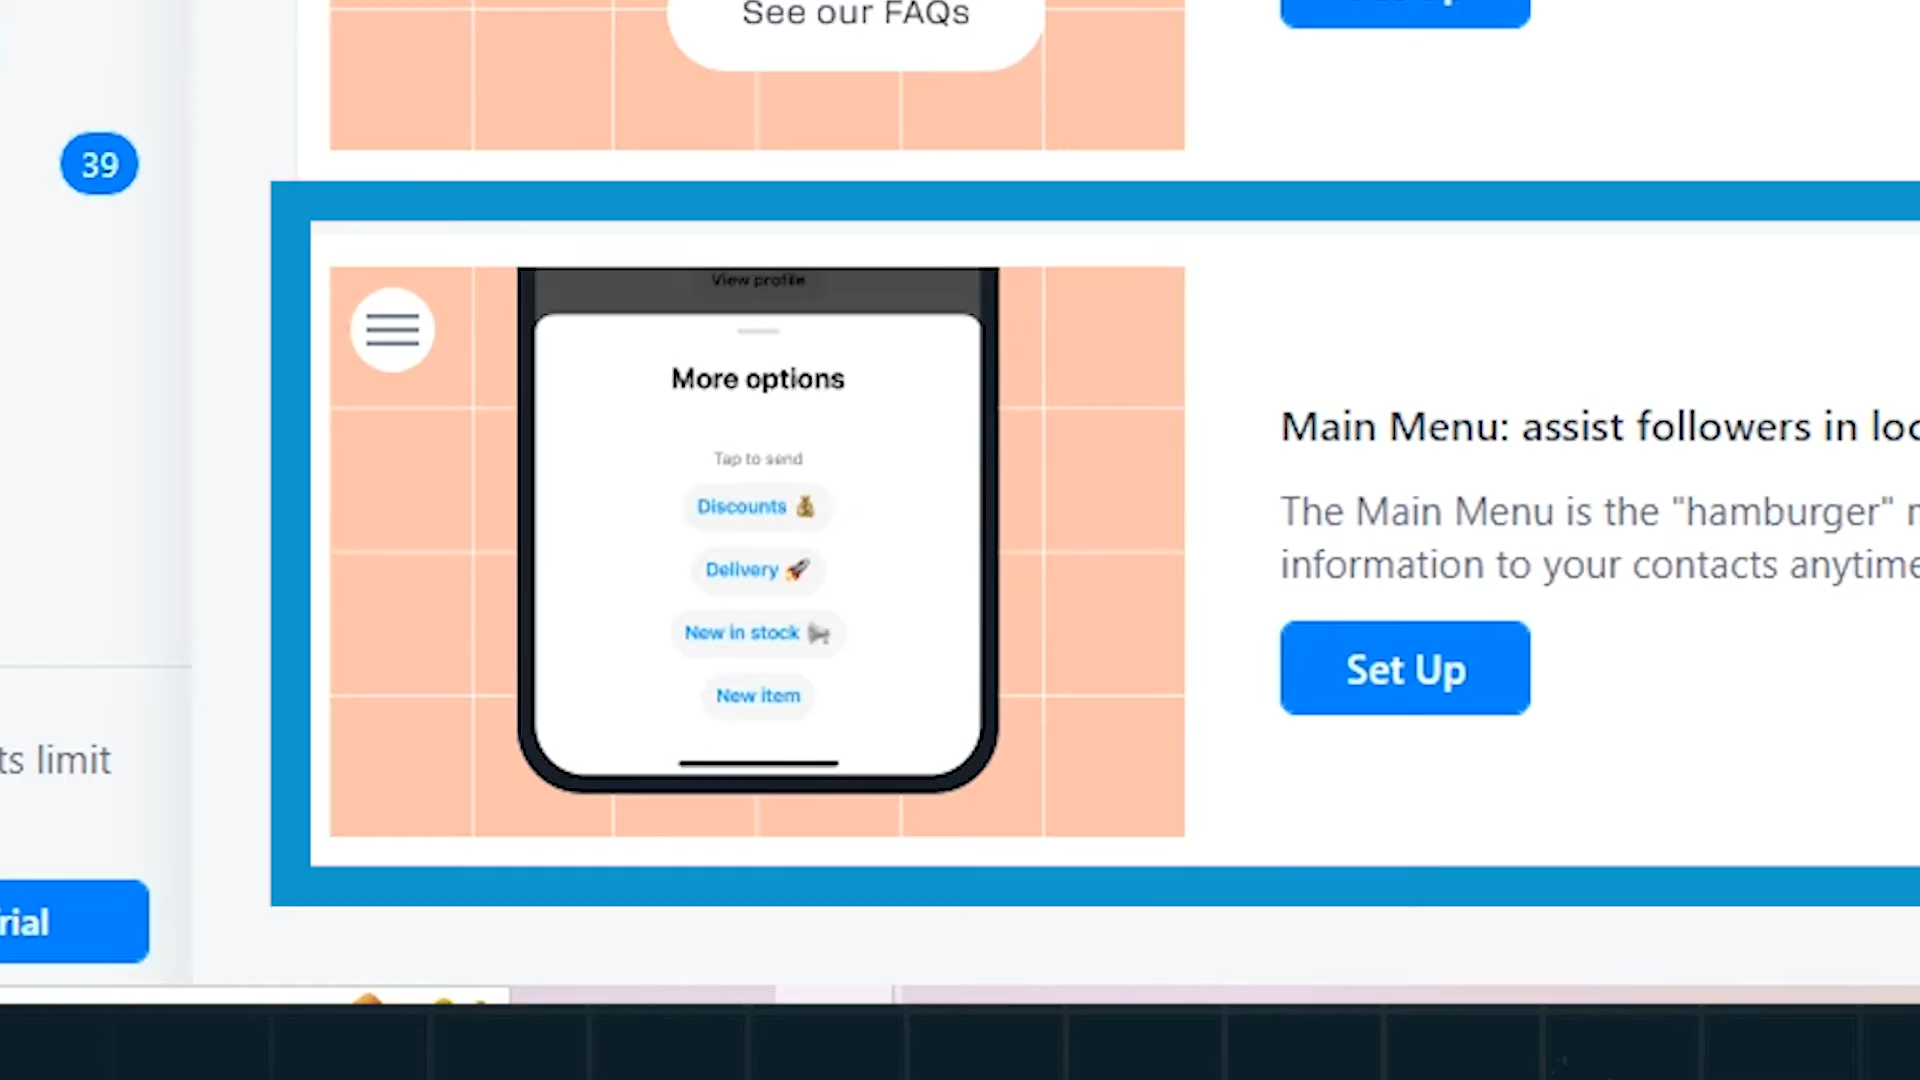 See our FAQs
39
View profile
More options
Tap to send
Discounts 💰
Delivery 🚀
New in stock 📢
New item
Main Menu: assist followers in loc
The Main Menu is the "hamburger"
information to your contacts anytime
Set Up
ts limit
rial